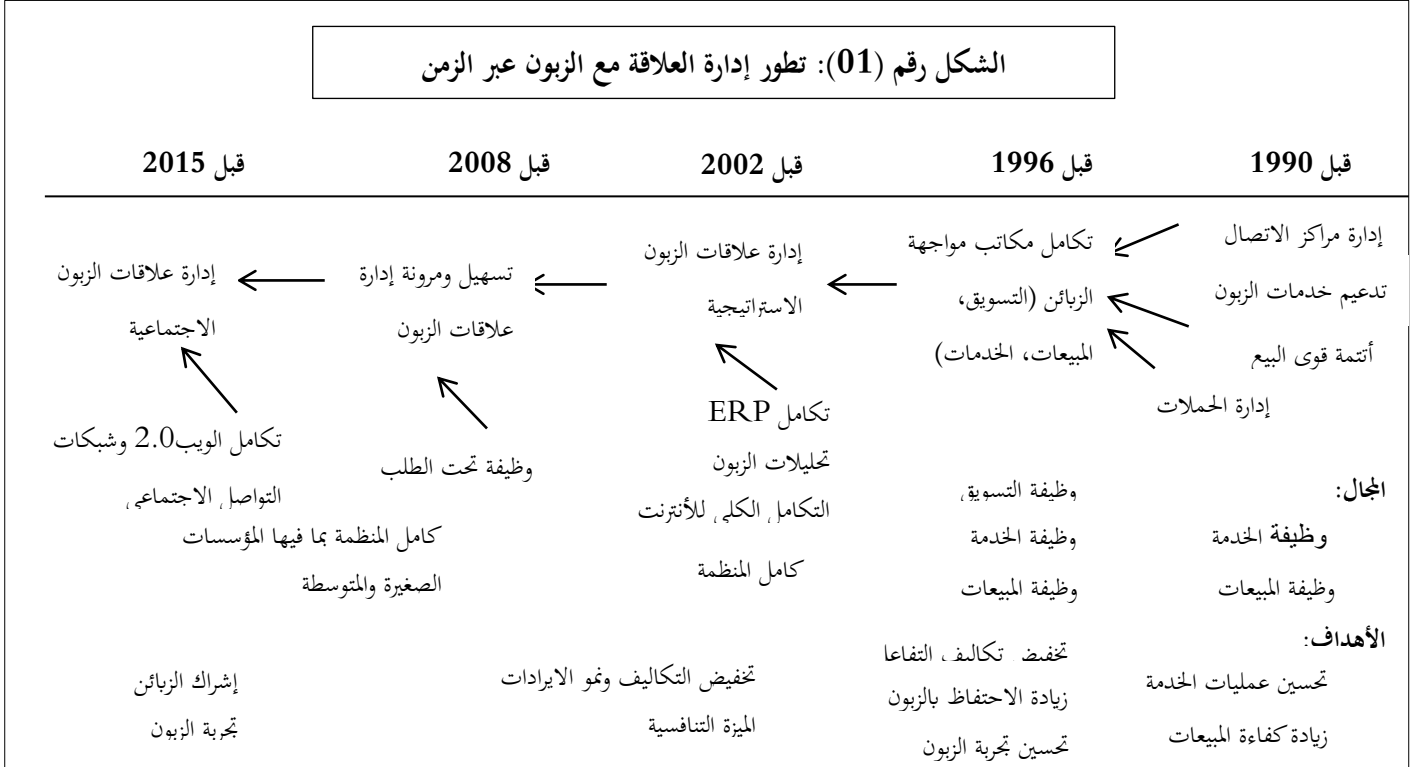 الشكل رقم (01): تطور إدارة العلاقة مع الزبون عبر الزمن
قبل 1990
قبل 1996
قبل 2002
قبل 2008
قبل 2015
إدارة مراكز الاتصال
تدعيم خدمات الزبون
أتتمة قوى البيع
إدارة الحملات
تكامل مكاتب مواجهة
الزبائن (التسويق،
المبيعات، الخدمات)
إدارة علاقات الزبون
الاستراتيجية
تكامل ERP
تحليلات الزبون
التكامل الكلي للأنترنت
تسهيل ومرونة إدارة
علاقات الزبون
وظيفة تحت الطلب
إدارة علاقات الزبون
الاجتماعية
تكامل الويب2.0 وشبكات
التواصل الاجتماعي
المجال:
وظيفة الخدمة
وظيفة المبيعات
وظيفة التسويق
وظيفة الخدمة
وظيفة المبيعات
كامل المنظمة
كامل المنظمة بما فيها المؤسسات
الصغيرة والمتوسطة
الأهداف:
تحسين عمليات الخدمة
زيادة كفاءة المبيعات
تخفيض تكاليف
زيادة الاحتفاظ بالزبون
تحسين تجربة الزبون
تخفيض التكاليف ونمو الايرادات
الميزة التنافسية
إشراك الزبائن
تجربة الزبون